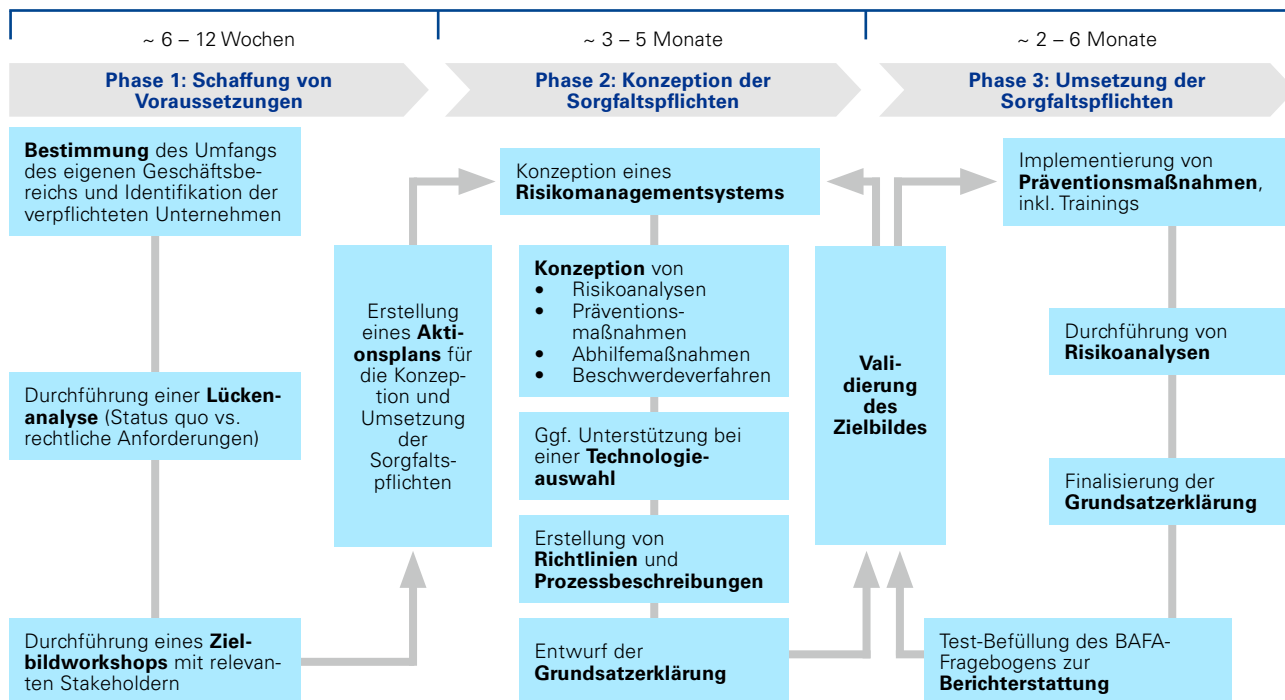 ~ 6 – 12 Wochen
~ 3 – 5 Monate
~ 2 – 6 Monate
Phase 1: Schaffung von
Voraussetzungen
Phase 2: Konzeption der
Sorgfaltspflichten
Phase 3: Umsetzung der
Sorgfaltspflichten
Bestimmung des Umfangs
des eigenen Geschäftsbe-
reichs und Identifikation der
verpflichteten Unternehmen
Durchführung einer Lücken-
analyse (Status quo vs.
rechtliche Anforderungen)
Durchführung eines Ziel-
bildworkshops mit relevan-
ten Stakeholdern
Erstellung
eines Akti-
onsplans für
die Konzep-
tion und
Umsetzung
der
Sorgfalts-
pflichten
Konzeption eines
Risikomanagementsystems
Konzeption von
• Risikoanalysen
• Präventions-
maßnahmen
• Abhilfemaßnahmen
• Beschwerdeverfahren
Ggf. Unterstützung bei
einer Technologie-
auswahl
Erstellung von
Richtlinien und
Prozessbeschreibungen
Entwurf der
Grundsatzerklärung
Vali-
dierung
des
Zielbildes
Implementierung von
Präventionsmaßnahmen,
inkl. Trainings
Durchführung von
Risikoanalysen
Finalisierung der
Grundsatzerklärung
Test-Befüllung des BAFA-
Fragebogens zur
Berichterstattung